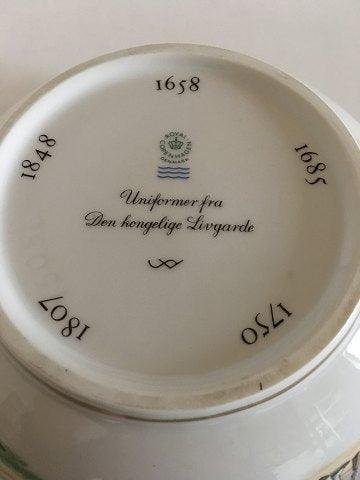 1658
1685
1750
1807
1848
ROYAL
COPENHAGEN
DENMARK
Uniformer fra
Den kongelige Livgarde